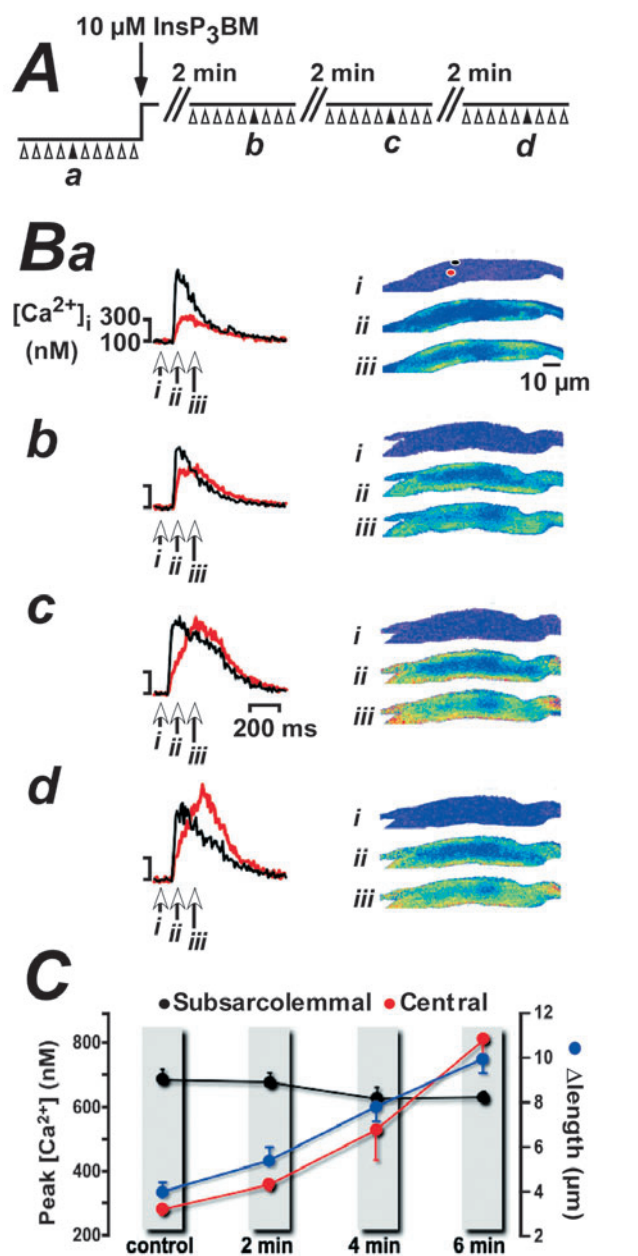 A
10 µM InsP3BM
2 min 2 min 2 min
a b c d
Ba
[Ca2+]i 300
(nM) 100
i ii iii
i
ii
iii
10 µm
b
i ii iii
i
ii
iii
c
i ii iii
200 ms
i
ii
iii
d
i ii iii
i
ii
iii
C
Subsarcolemmal Central
Peak [Ca2+] (nM)
800
600
400
200
12
10
8
6
4
2
Δlength (µm)
control 2 min 4 min 6 min